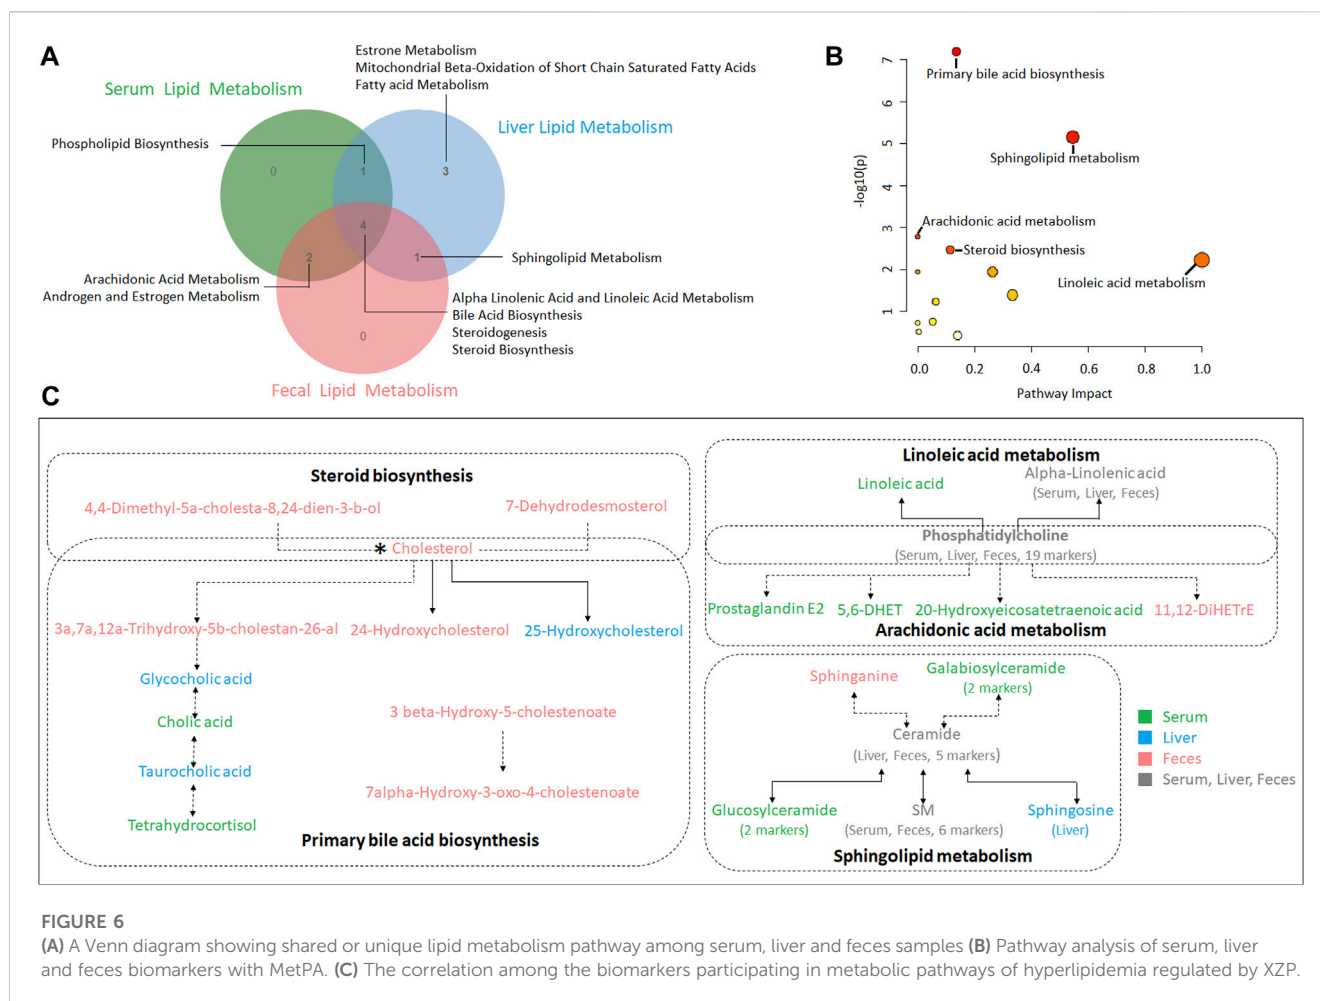 A
Estrone Metabolism
Mitochondrial Beta-Oxidation of Short Chain Saturated Fatty Acids
Fatty acid Metabolism
Serum Lipid Metabolism
Liver Lipid Metabolism
Phospholipid Biosynthesis
0
1
3
4
2
1
Sphingolipid Metabolism
Arachidonic Acid Metabolism
Androgen and Estrogen Metabolism
Alpha Linolenic Acid and Linoleic Acid Metabolism
Bile Acid Biosynthesis
Steroidogenesis
Steroid Biosynthesis
0
Fecal Lipid Metabolism
B
7
6
5
4
3
2
1
-log10(p)
Primary bile acid biosynthesis
Sphingolipid metabolism
Arachidonic acid metabolism
Steroid biosynthesis
Linoleic acid metabolism
0.0 0.2 0.4 0.6 0.8 1.0
Pathway Impact
C
Steroid biosynthesis
4,4-Dimethyl-5a-cholesta-8,24-dien-3-b-ol
7-Dehydrodesmosterol
* Cholesterol
3a,7a,12a-Trihydroxy-5b-cholestan-26-al
24-Hydroxycholesterol
25-Hydroxycholesterol
Glycocholic acid
Cholic acid
Taurocholic acid
Tetrahydrocortisol
3 beta-Hydroxy-5-cholestenoate
7alpha-Hydroxy-3-oxo-4-cholestenoate
Primary bile acid biosynthesis
Linoleic acid metabolism
Linoleic acid
Alpha-Linolenic acid
(Serum, Liver, Feces)
Phosphatidylcholine
(Serum, Liver, Feces, 19 markers)
Prostaglandin E2
5,6-DHET
20-Hydroxyeicosatetraenoic acid
11,12-DiHETrE
Arachidonic acid metabolism
Sphinganine
Galabiosylceramide
(2 markers)
Ceramide
(Liver, Feces, 5 markers)
Glucosylceramide
(2 markers)
SM
(Serum, Feces, 6 markers)
Sphingosine
(Liver)
Sphingolipid metabolism
Serum
Liver
Feces
Serum, Liver, Feces
FIGURE 6
(A) A Venn diagram showing shared or unique lipid metabolism pathway among serum, liver and feces samples (B) Pathway analysis of serum, liver
and feces biomarkers with MetPA. (C) The correlation among the biomarkers participating in metabolic pathways of hyperlipidemia regulated by XZP.